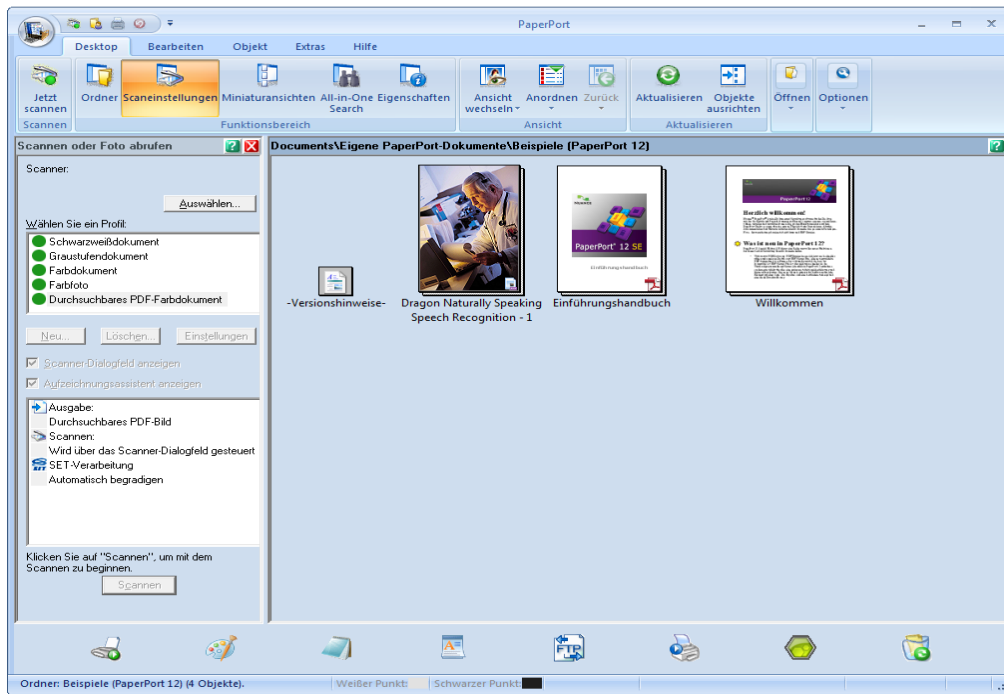 PaperPort
Desktop Bearbeiten Objekt Extras Hilfe
Jetzt scannen
Ordner
Scaneinstellungen
Miniaturansichten
All-in-One Search
Eigenschaften
Ansicht wechseln
Anordnen
Zurück
Aktualisieren
Objekte ausrichten
Öffnen
Optionen
Scannen
Funktionsbereich
Ansicht
Aktualisieren
Scannen oder Foto abrufen
Documents\Eigene PaperPort-Dokumente\Beispiele (PaperPort 12)
Scanner:
Auswählen...
Wählen Sie ein Profil:
Schwarzweißdokument
Graustufendokument
Farbdokument
Farbfoto
Durchsuchbares PDF-Farbdokument
Neu... Löschen... Einstellungen
Scanner-Dialogfeld anzeigen
Aufzeichnungsassistent anzeigen
Ausgabe:
Durchsuchbares PDF-Bild
Scannen:
Wird über das Scanner-Dialogfeld gesteuert
SET-Verarbeitung
Automatisch begradigen
Klicken Sie auf "Scannen", um mit dem
Scannen zu beginnen.
Scannen
-Versionshinweise-
Dragon Naturally Speaking
Speech Recognition - 1
PaperPort® 12 SE
Einführungshandbuch
Einführungshandbuch
PaperPort 12
Herzlich willkommen!
Was ist neu in PaperPort 12?
Willkommen
FTP
Ordner: Beispiele (PaperPort 12) (4 Objekte).
Weißer Punkt:
Schwarzer Punkt: